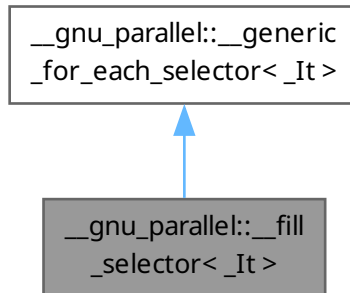 __gnu_parallel::__generic
_for_each_selector< _It >
__gnu_parallel::__fill
_selector< _It >